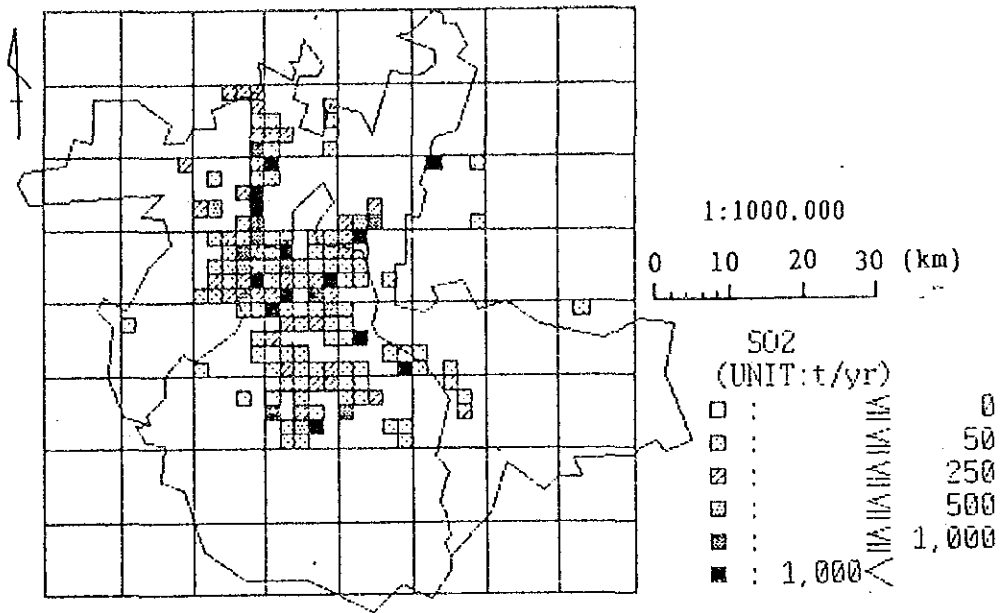 1:1000,000
0 10 20 30 (km)
SO2
(UNIT:t/yr)
□ : ≦ 0
: ≦ 50
: ≦ 250
: ≦ 500
: ≦ 1,000
■ : 1,000<